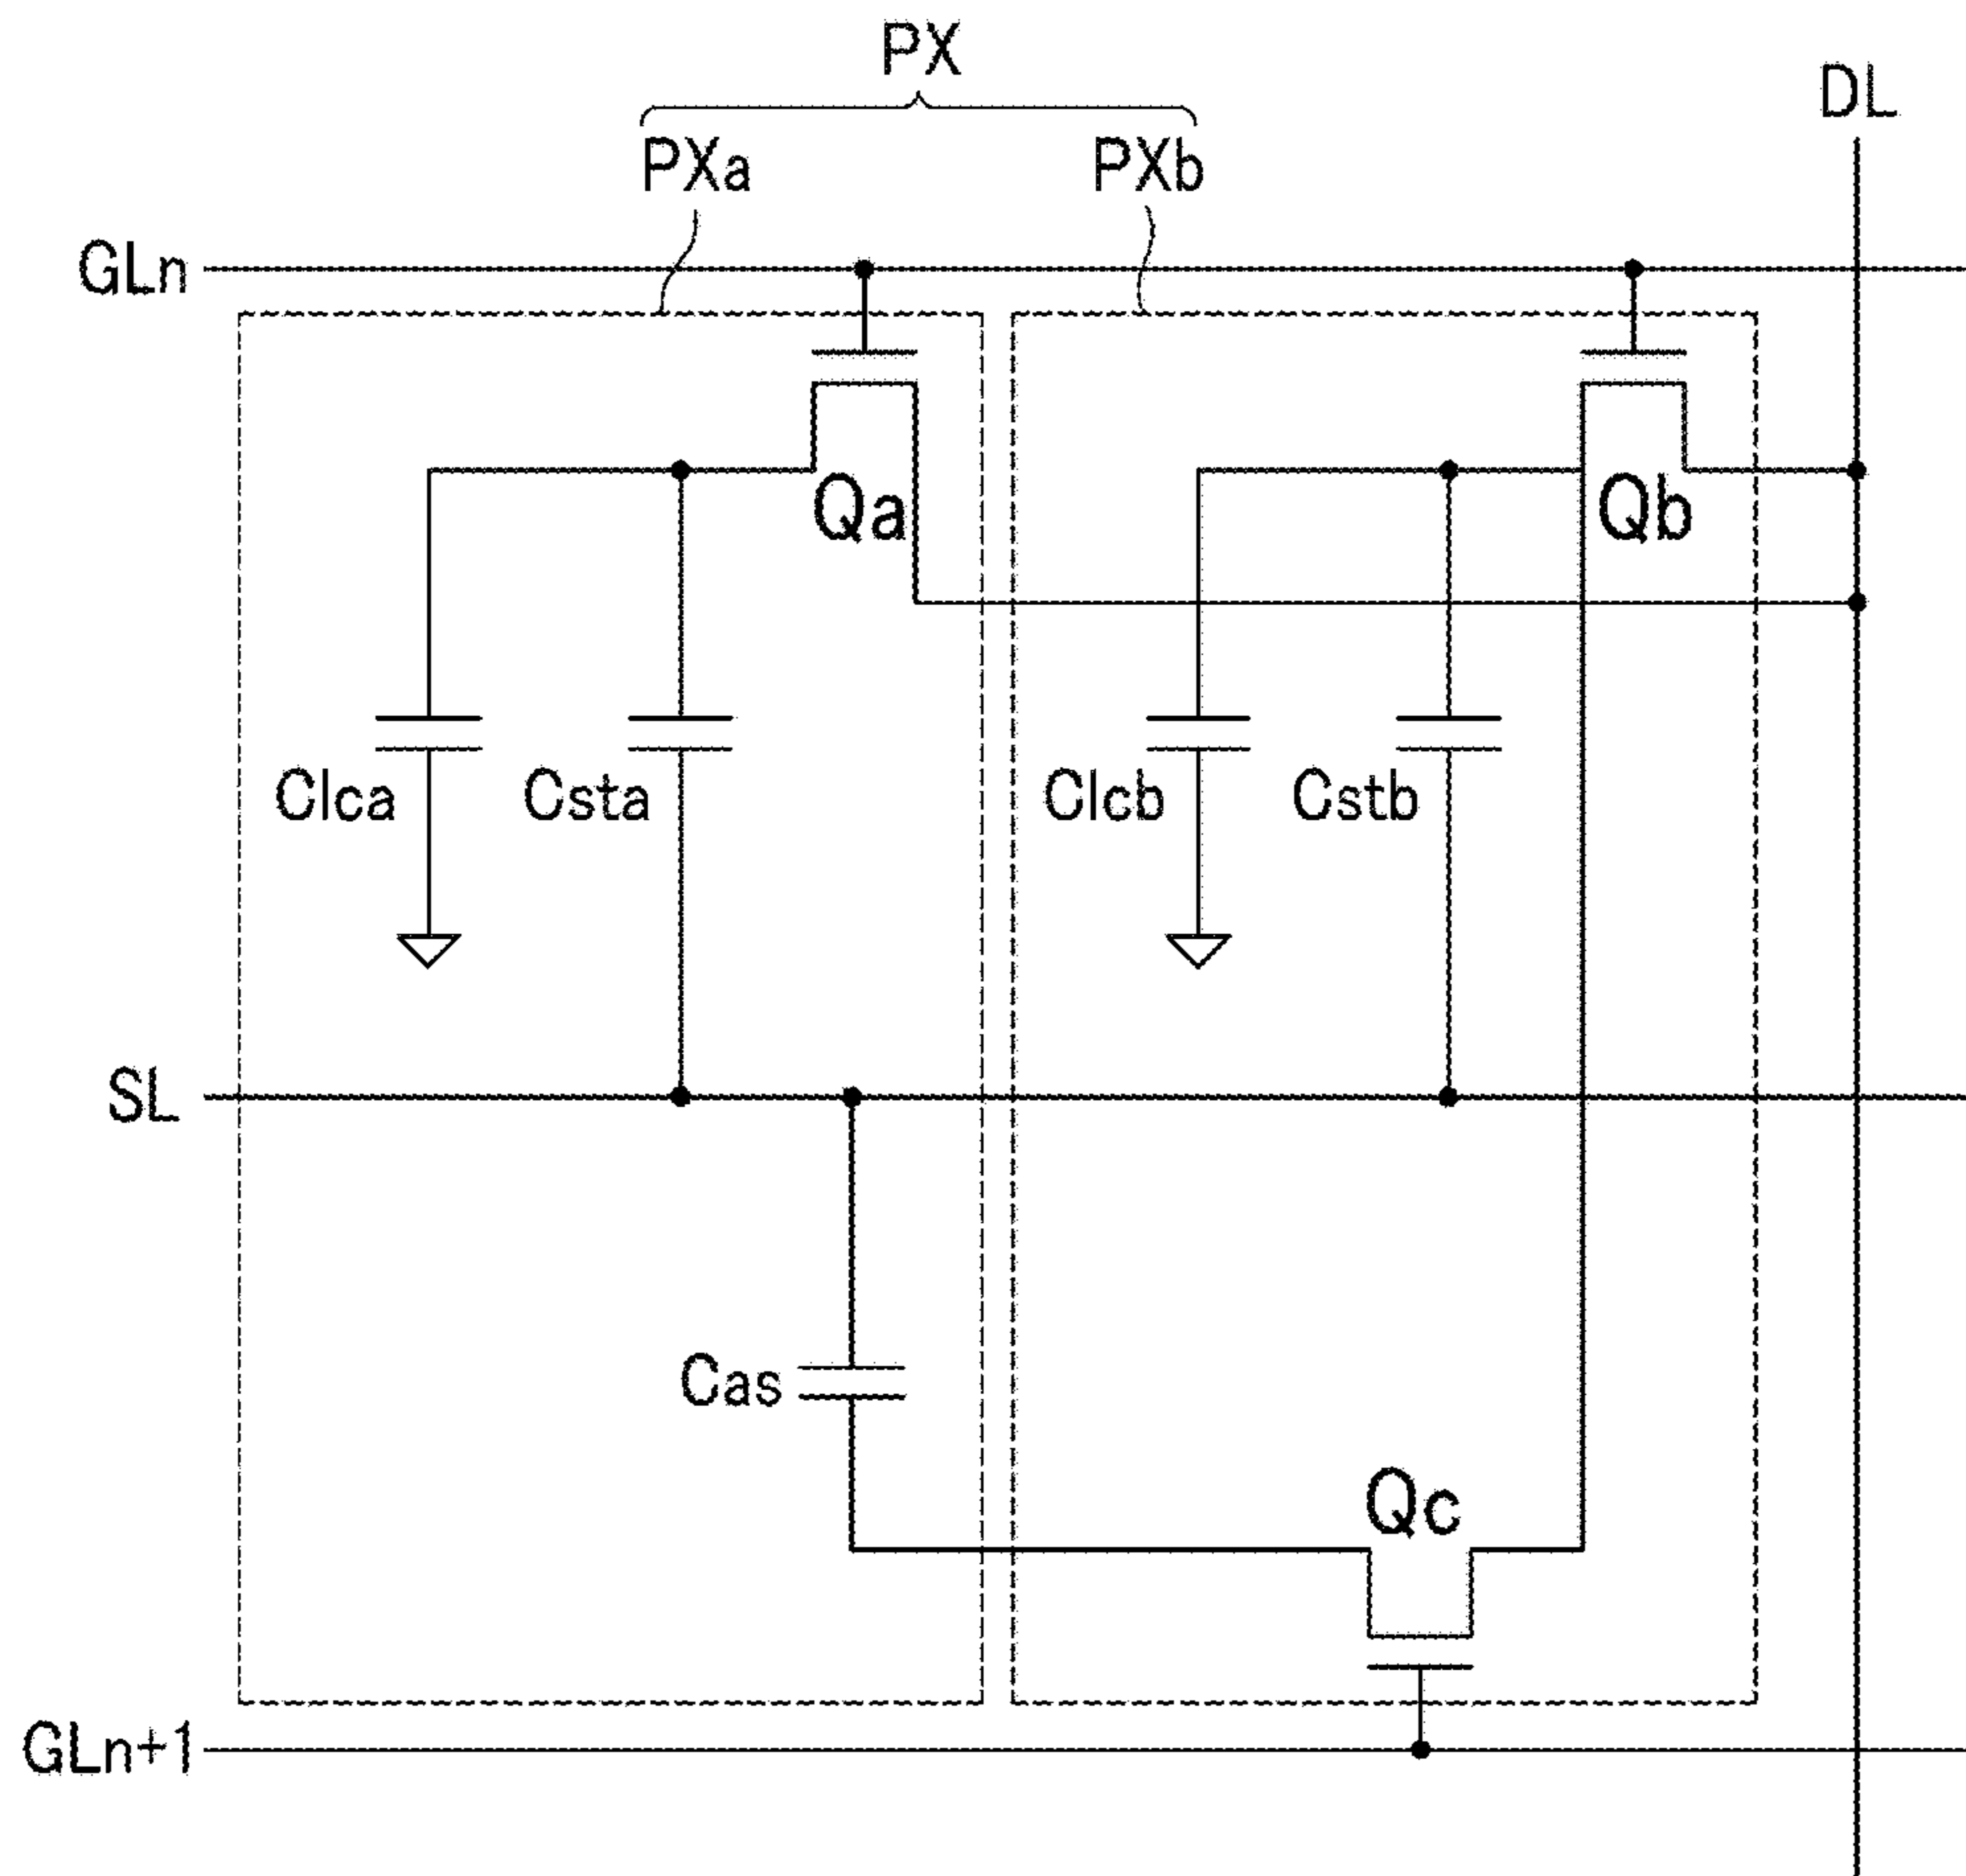 PX
DL
PXa
PXb
GLn
Qa
Qb
Clca
Csta
Clcb
Cstb
SL
Cas
Qc
GLn+1